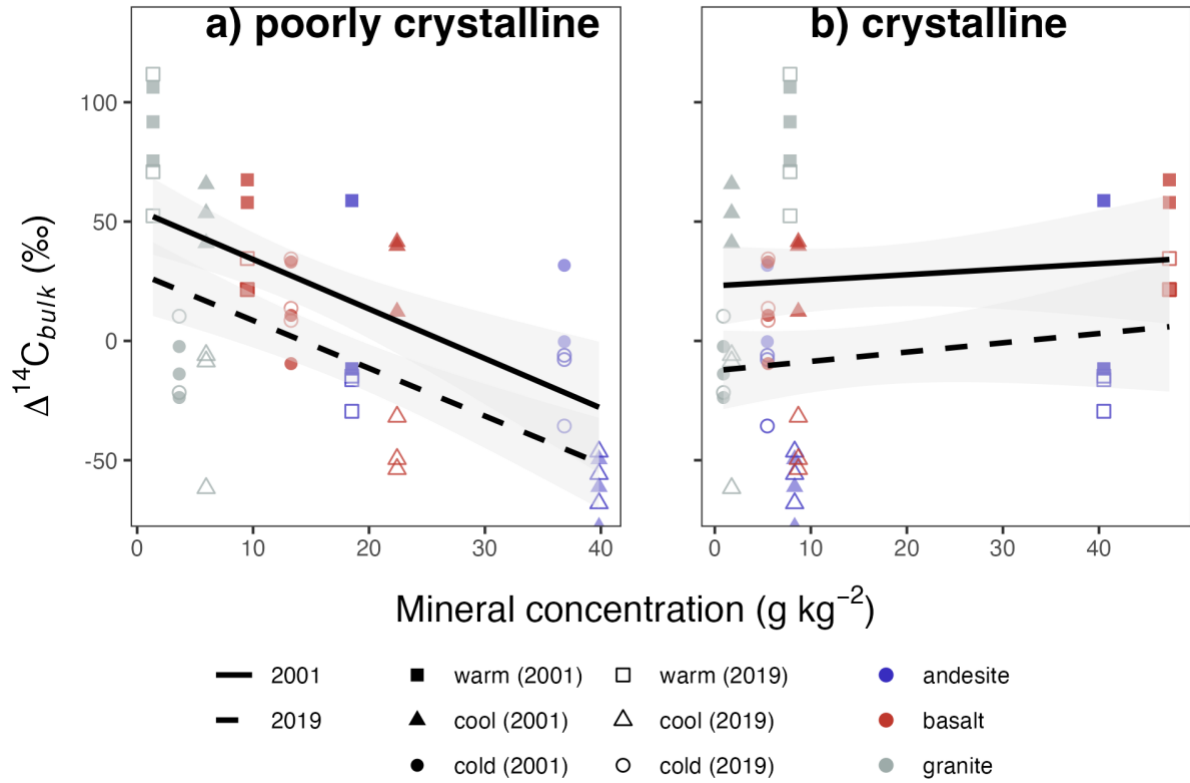 a) poorly crystalline
b) crystalline
100
50
0
-50
Δ¹⁴C_bulk (‰)
0 10 20 30 40
0 10 20 30 40
Mineral concentration (g kg⁻²)
2001
2019
warm (2001)
cool (2001)
cold (2001)
warm (2019)
cool (2019)
cold (2019)
andesite
basalt
granite